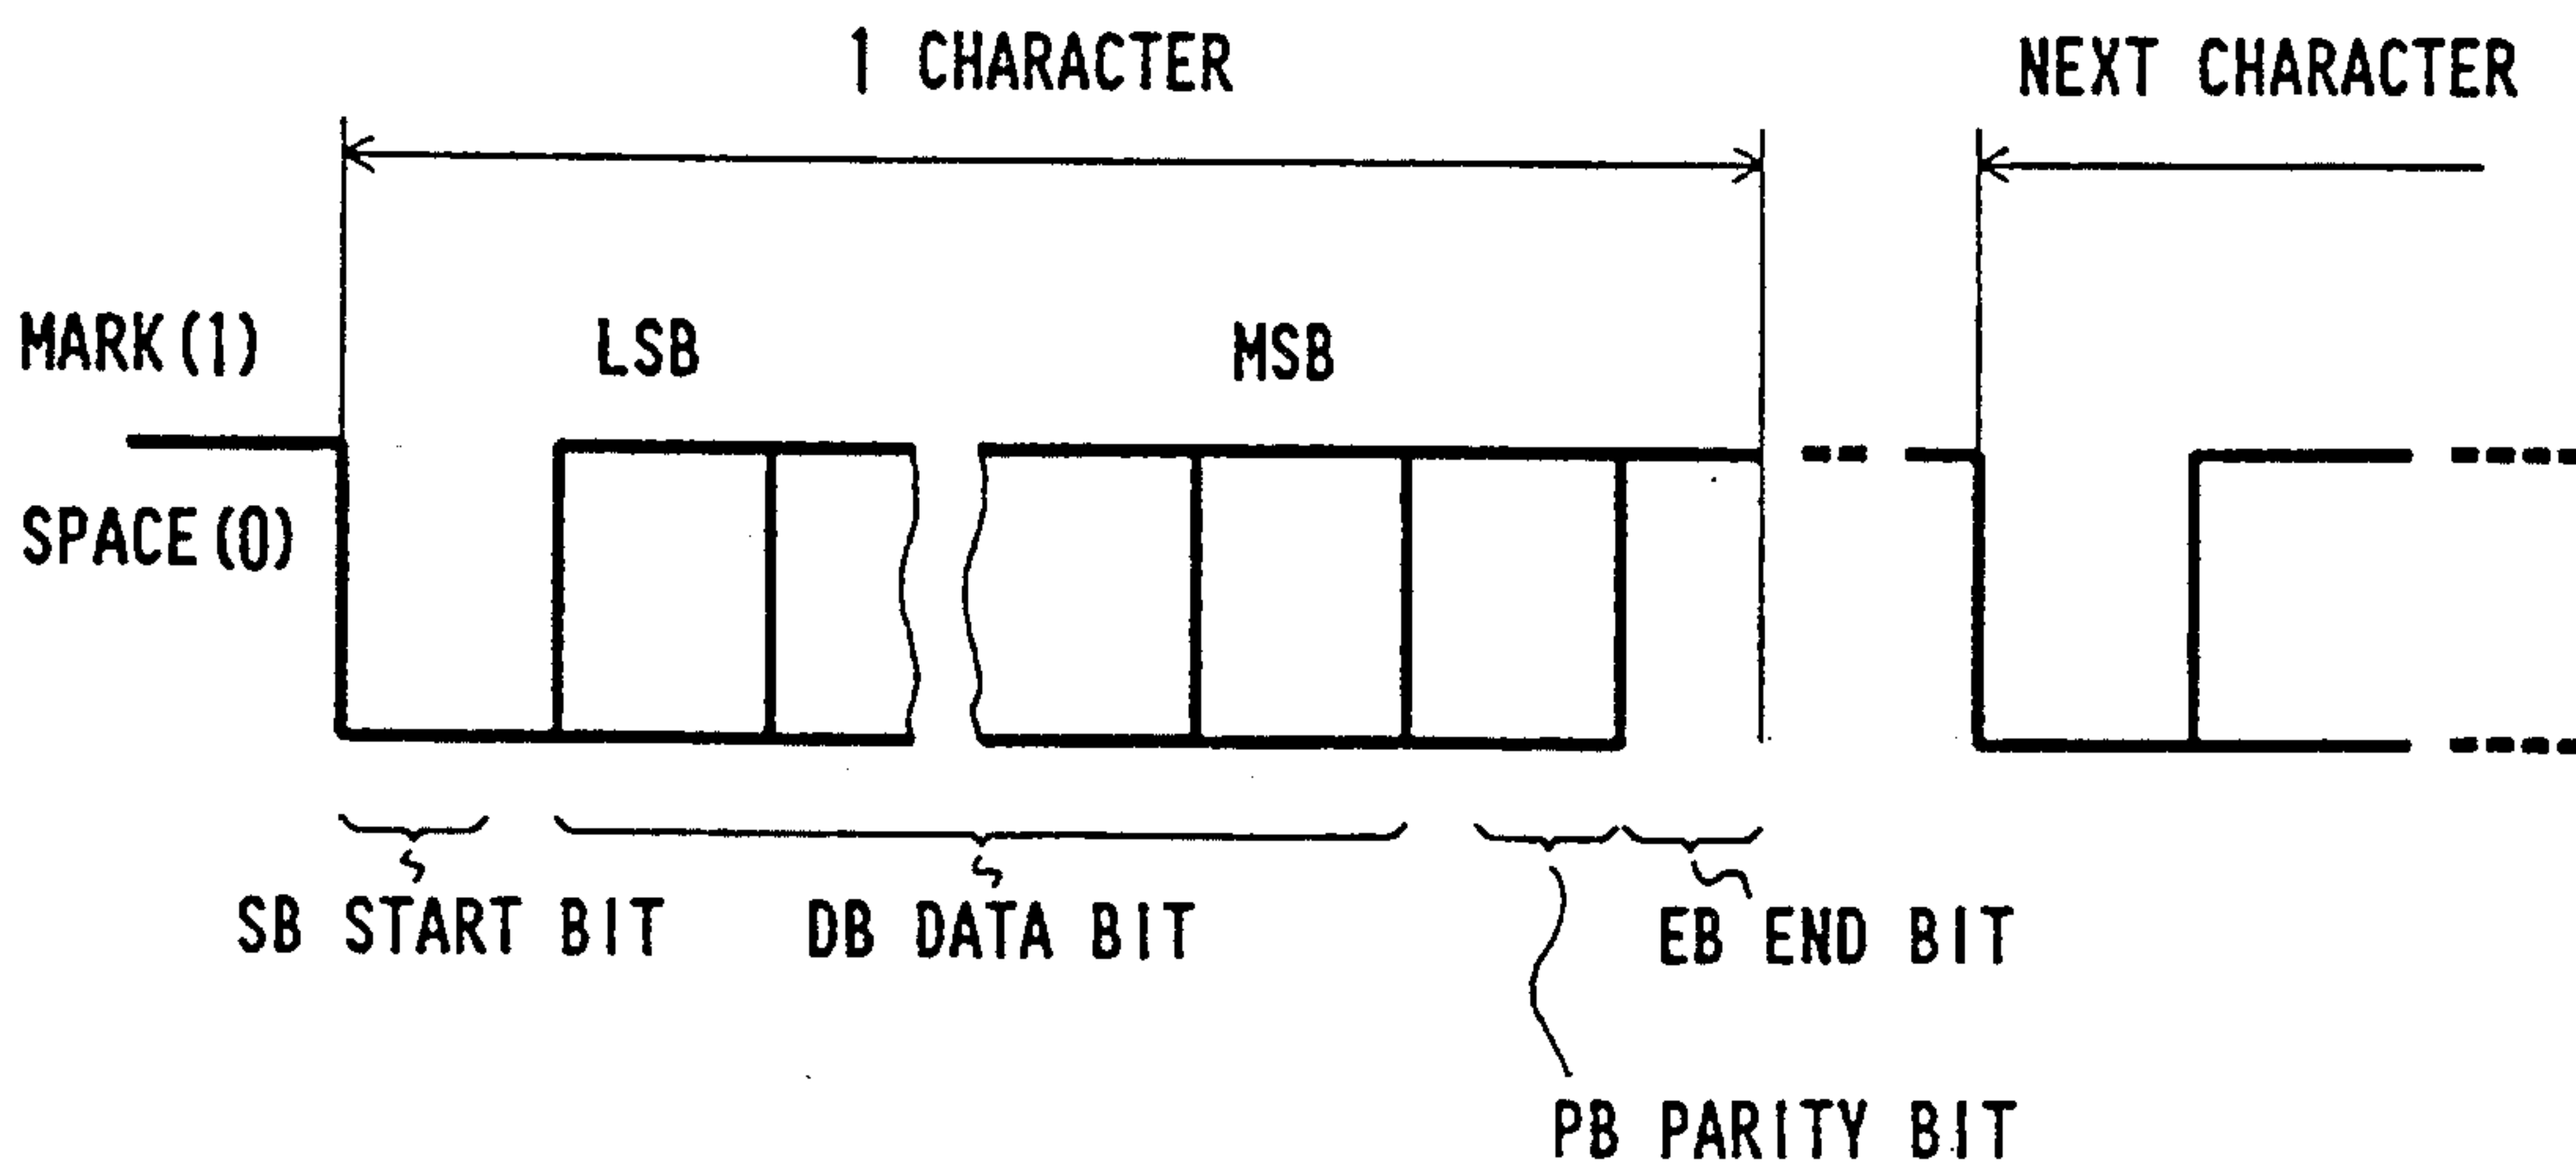 1 CHARACTER
NEXT CHARACTER
MARK(1)
LSB
MSB
SPACE(0)
SB START BIT
DB DATA BIT
EB END BIT
PB PARITY BIT